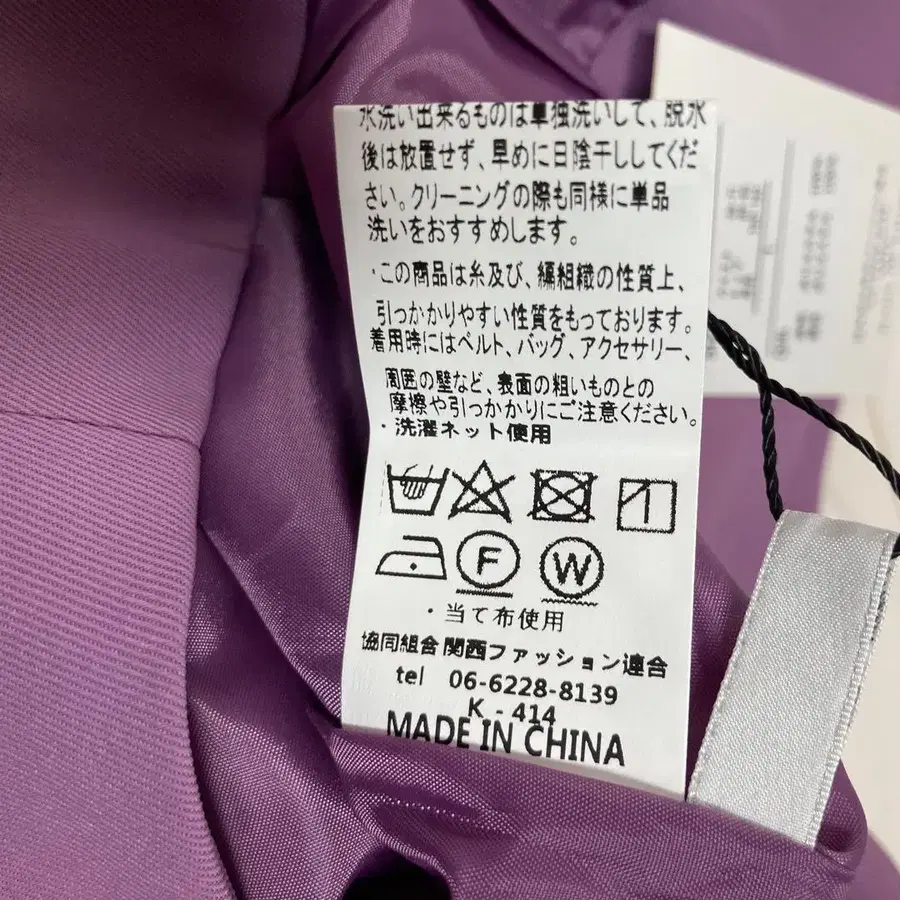 水洗い出来るものは単独洗いして、脱水
後は放置せず、早めに日陰干ししてくだ
さい。クリーニングの際も同様に単品
洗いをおすすめします。
・この商品は糸及び、編組織の性質上、
引っかかりやすい性質をもっております。
着用時にはベルト、バッグ、アクセサリー、
周囲の壁など、表面の粗いものとの
摩擦や引っかかりにご注意ください。
・洗濯ネット使用
F W
・当て布使用
協同組合 関西ファッション連合
tel 06-6228-8139
K - 414
MADE IN CHINA